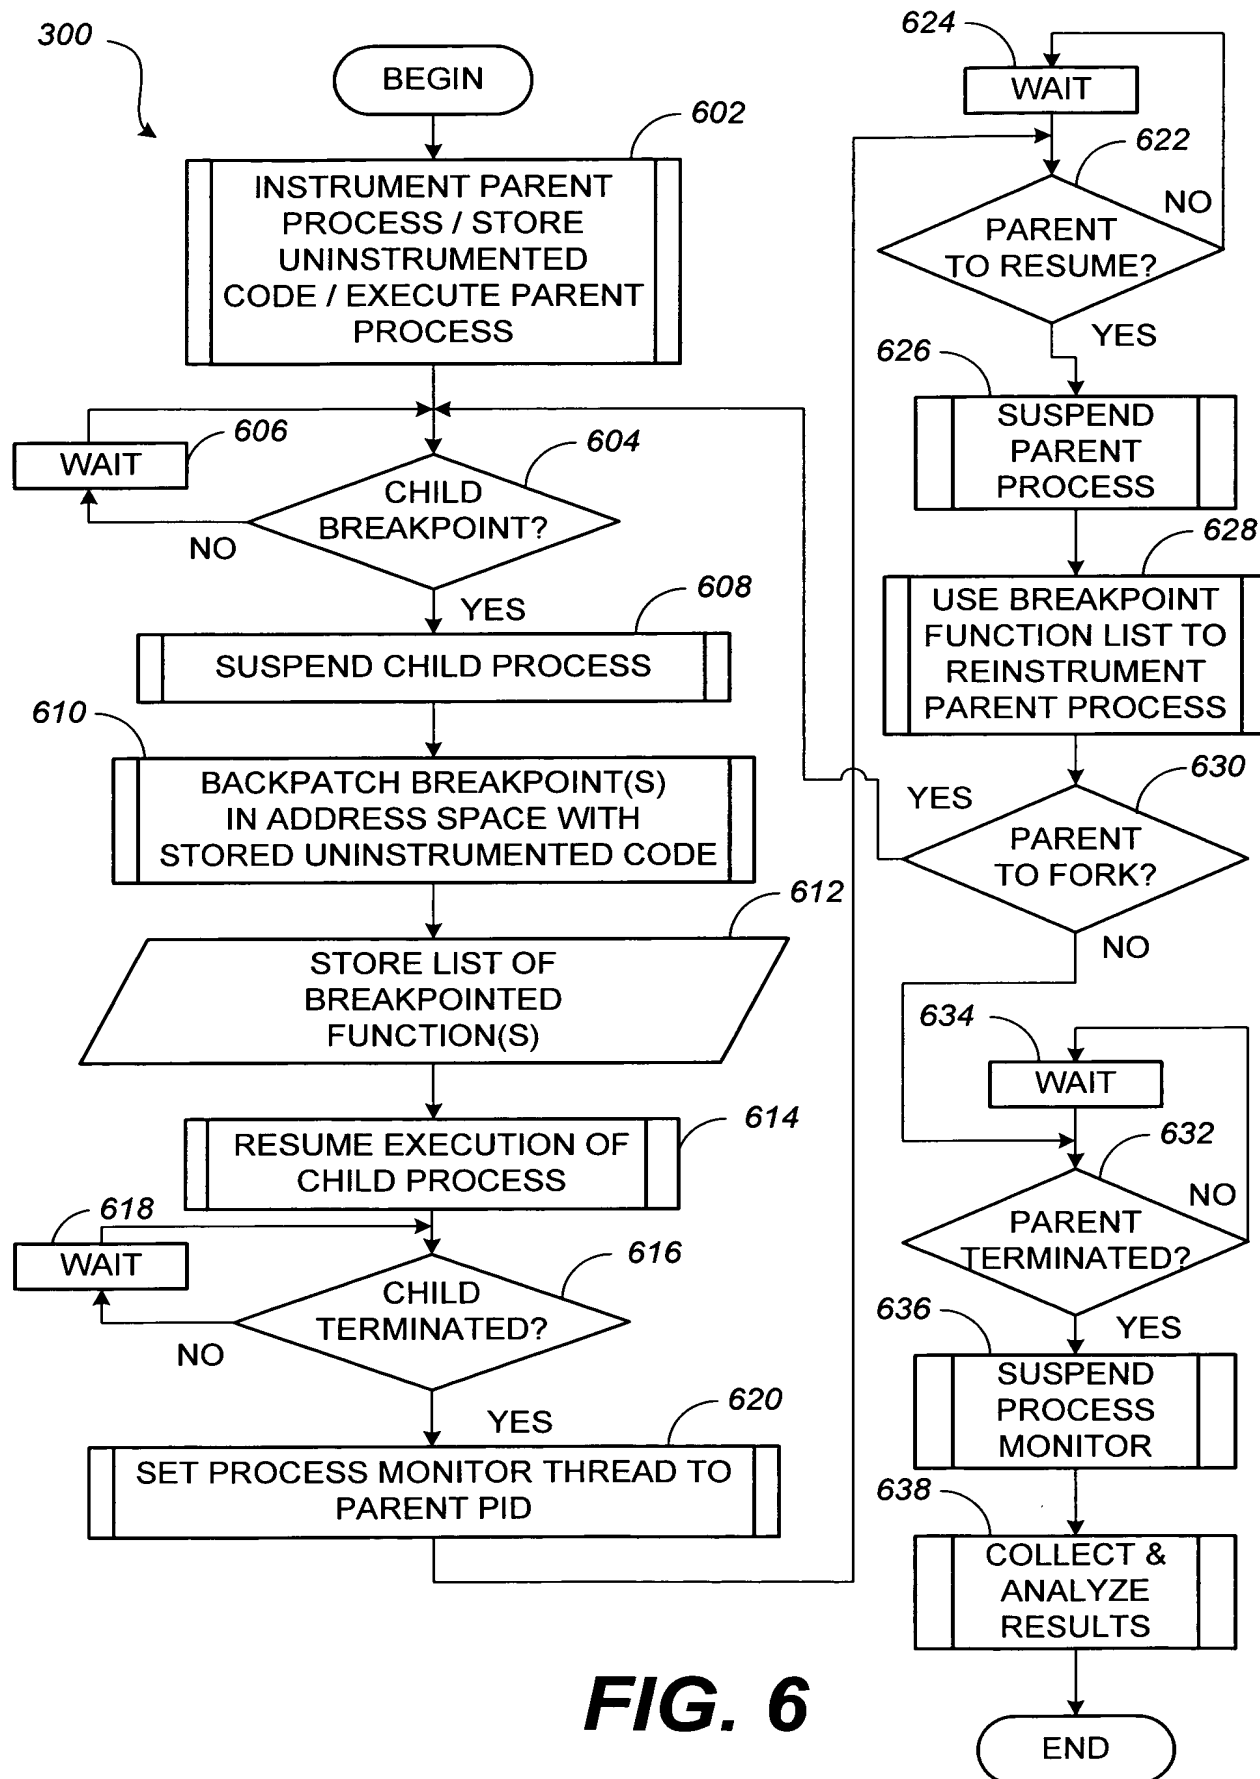 300
BEGIN
602
INSTRUMENT PARENT
PROCESS / STORE
UNINSTRUMENTED
CODE / EXECUTE PARENT
PROCESS
606
WAIT
604
CHILD
BREAKPOINT?
NO
YES
608
SUSPEND CHILD PROCESS
610
BACKPATCH BREAKPOINT(S)
IN ADDRESS SPACE WITH
STORED UNINSTRUMENTED CODE
612
STORE LIST OF
BREAKPOINTED
FUNCTION(S)
614
RESUME EXECUTION OF
CHILD PROCESS
618
WAIT
616
CHILD
TERMINATED?
NO
YES
620
SET PROCESS MONITOR THREAD TO
PARENT PID
624
WAIT
622
NO
PARENT
TO RESUME?
YES
626
SUSPEND
PARENT
PROCESS
628
USE BREAKPOINT
FUNCTION LIST TO
REINSTRUMENT
PARENT PROCESS
630
YES
PARENT
TO FORK?
NO
634
WAIT
632
NO
PARENT
TERMINATED?
636
YES
SUSPEND
PROCESS
MONITOR
638
COLLECT &
ANALYZE
RESULTS
END
FIG. 6